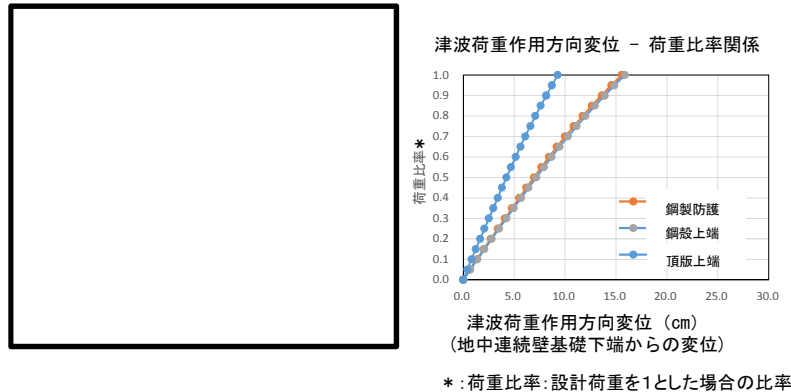 津波荷重作用方向変位 － 荷重比率関係
1.0
0.9
0.8
0.7
0.6
0.5
0.4
0.3
0.2
0.1
0.0
荷重比率*
鋼製防護
鋼殻上端
頂版上端
0.0 5.0 10.0 15.0 20.0 25.0 30.0
津波荷重作用方向変位（cm）
（地中連続壁基礎下端からの変位）
*：荷重比率：設計荷重を1とした場合の比率